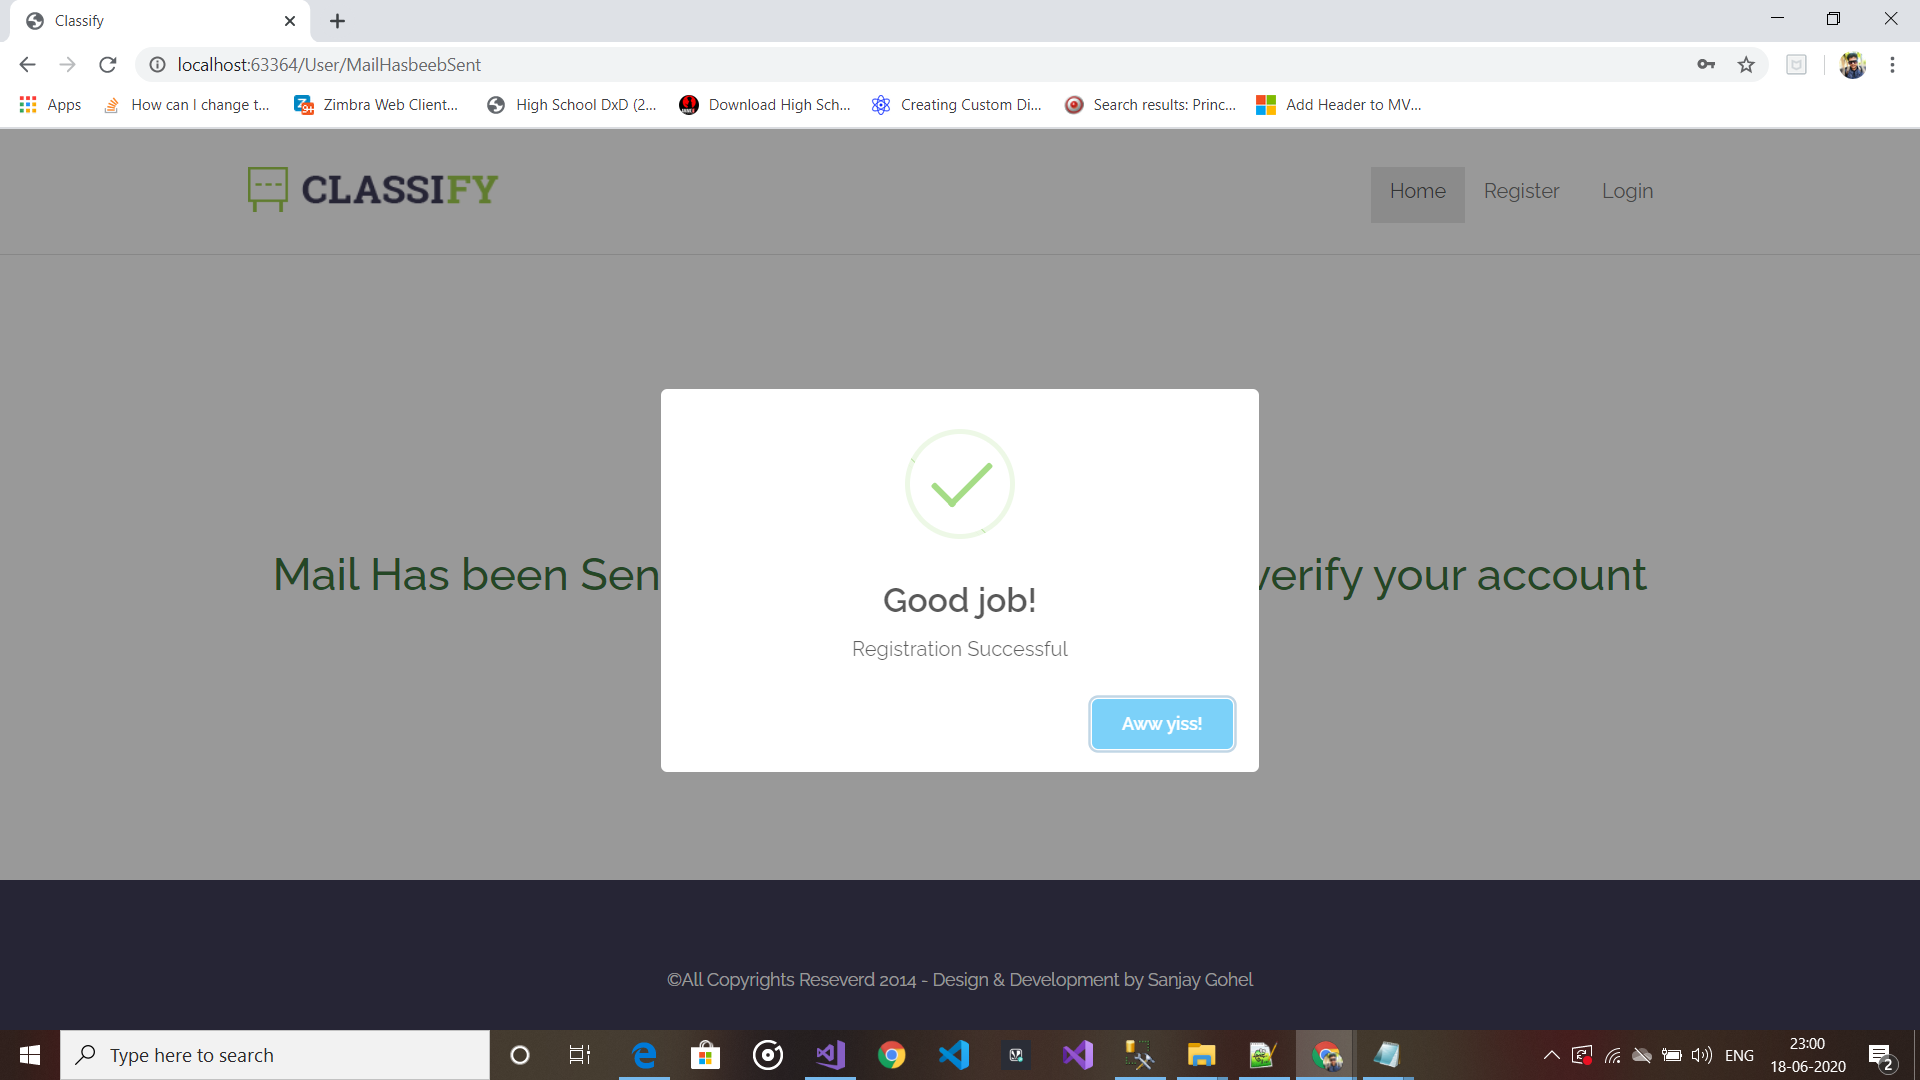 Classify
localhost:63364/User/MailHasbeebSent
Apps
How can I change t...
Zimbra Web Client...
High School DxD (2...
Download High Sch...
Creating Custom Di...
Search results: Princ...
Add Header to MV...
CLASSIFY
Home
Register
Login
Good job!
Registration Successful
Aww yiss!
Mail Has been Sen
verify your account
©All Copyrights Reseverd 2014 - Design & Development by Sanjay Gohel
Type here to search
ENG
23:00
18-06-2020
2